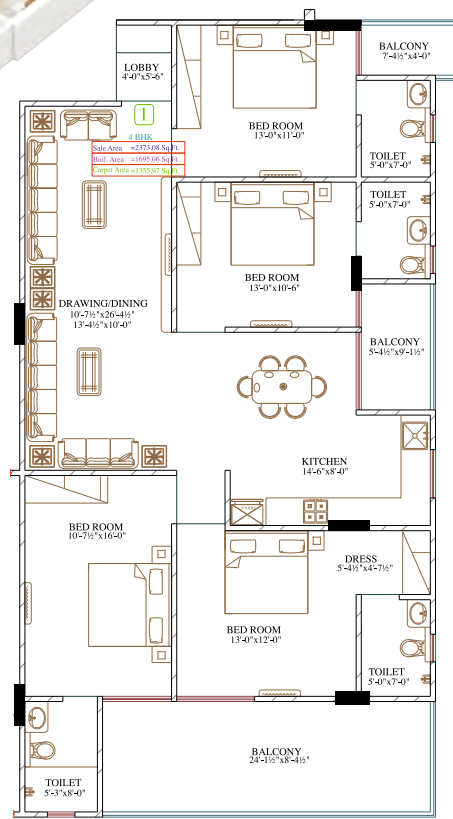 BALCONY
7'-4½"x4'-0"
LOBBY
4'-0"x5'-6"
1
4 BHK
Sale Area =2373.08 Sq.Ft.
Buil. Area =1695.06 Sq.Ft.
Carpet Area =1355.97 Sq.Ft.
BED ROOM
13'-0"x11'-0"
TOILET
5'-0"x7'-0"
TOILET
5'-0"x7'-0"
BED ROOM
13'-0"x10'-6"
DRAWING/DINING
10'-7½"x26'-4½"
13'-4½"x10'-0"
BALCONY
5'-4½"x9'-1½"
KITCHEN
14'-6"x8'-0"
BED ROOM
10'-7½"x16'-0"
DRESS
5'-4½"x4'-7½"
BED ROOM
13'-0"x12'-0"
TOILET
5'-0"x7'-0"
BALCONY
24'-1½"x8'-4½"
TOILET
5'-3"x8'-0"